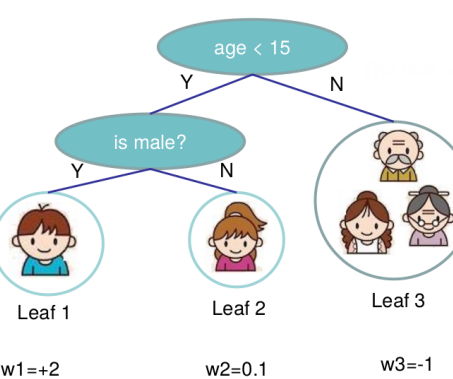 age < 15
Y
N
is male?
Y
N
Leaf 1
Leaf 2
Leaf 3
w1=+2
w2=0.1
w3=-1